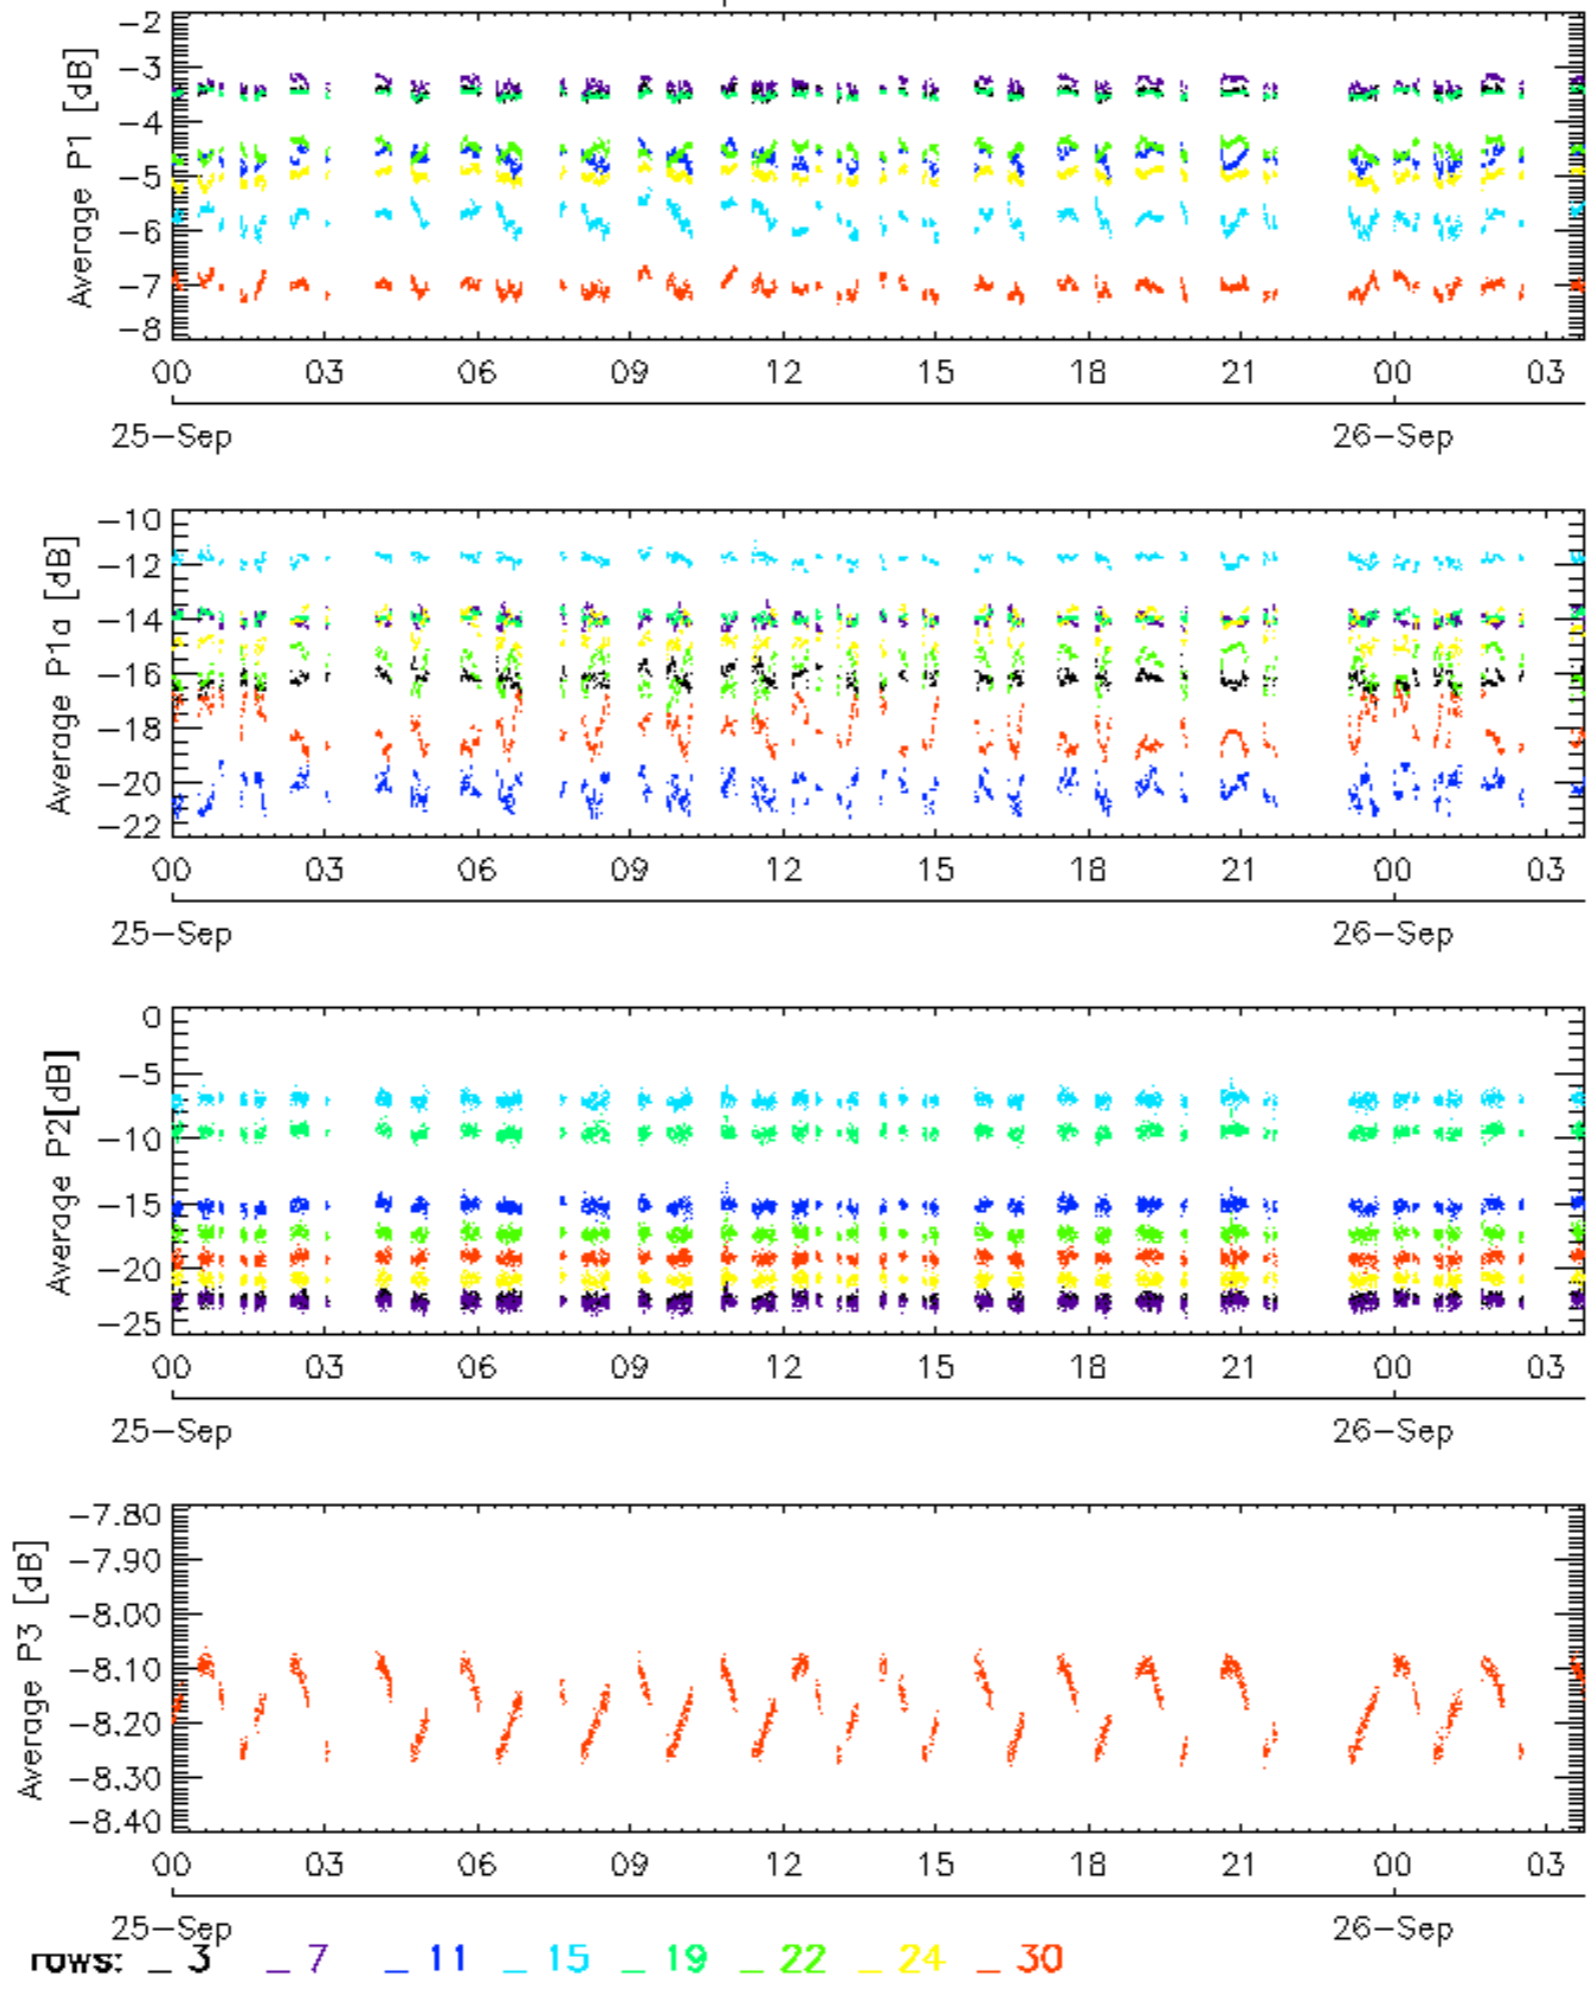 Average P1 [dB]
-2
-3
-4
-5
-6
-7
-8
00 03 06 09 12 15 18 21 00 03
25-Sep 26-Sep
Average P1a [dB]
-10
-12
-14
-16
-18
-20
-22
00 03 06 09 12 15 18 21 00 03
25-Sep 26-Sep
Average P2[dB]
0
-5
-10
-15
-20
-25
00 03 06 09 12 15 18 21 00 03
25-Sep 26-Sep
Average P3 [dB]
-7.80
-7.90
-8.00
-8.10
-8.20
-8.30
-8.40
00 03 06 09 12 15 18 21 00 03
25-Sep 26-Sep
rows: _ 3 _ 7 _ 11 _ 15 _ 19 _ 22 _ 24 _ 30